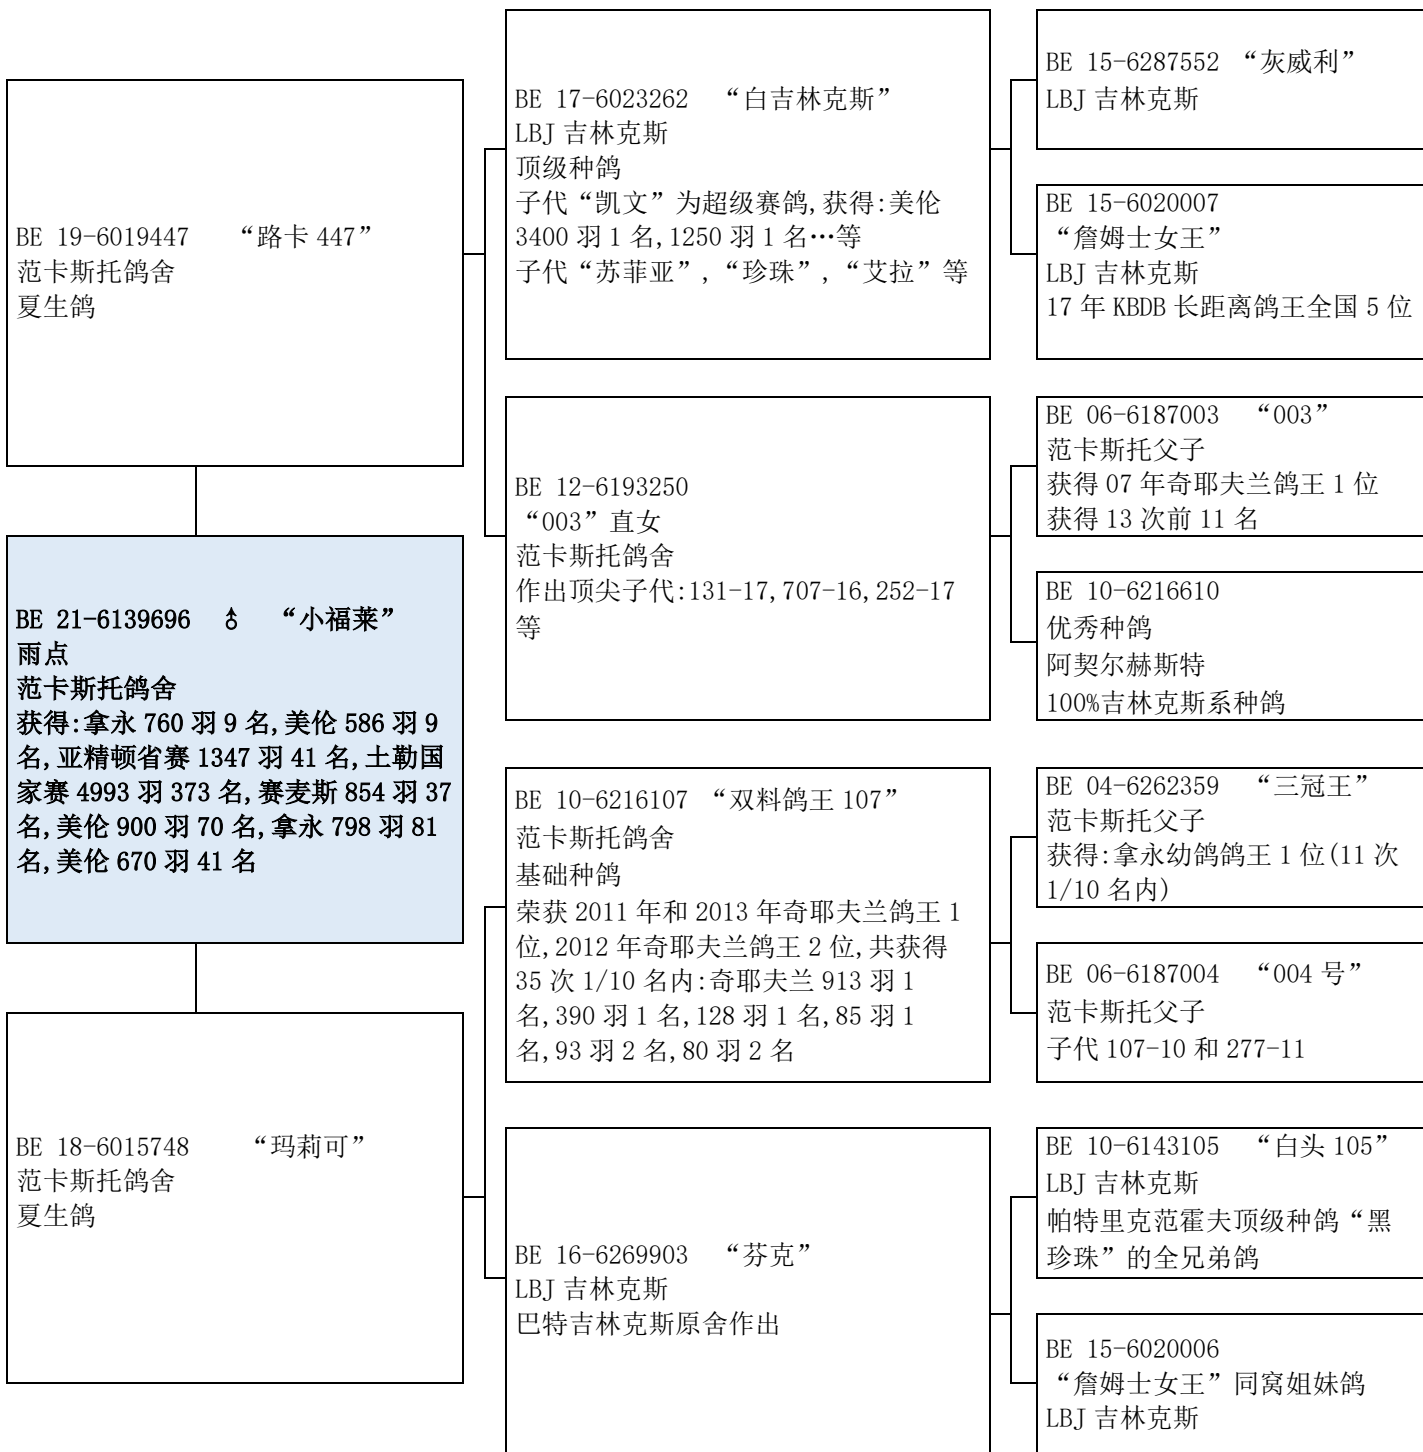 BE 19-6019447 “路卡 447”
范卡斯托鸽舍
夏生鸽
BE 21-6139696 ♂ “小福莱”
雨点
范卡斯托鸽舍
获得:拿永 760 羽 9 名,美伦 586 羽 9
名,亚精顿省赛 1347 羽 41 名,土勒国
家赛 4993 羽 373 名,赛麦斯 854 羽 37
名,美伦 900 羽 70 名,拿永 798 羽 81
名,美伦 670 羽 41 名
BE 18-6015748 “玛莉可”
范卡斯托鸽舍
夏生鸽
BE 17-6023262 “白吉林克斯”
LBJ 吉林克斯
顶级种鸽
子代“凯文”为超级赛鸽,获得:美伦
3400 羽 1 名,1250 羽 1 名…等
子代“苏菲亚”,“珍珠”,“艾拉”等
BE 12-6193250
“003”直女
范卡斯托鸽舍
作出顶尖子代:131-17,707-16,252-17
等
BE 10-6216107 “双料鸽王 107”
范卡斯托鸽舍
基础种鸽
荣获 2011 年和 2013 年奇耶夫兰鸽王 1
位,2012 年奇耶夫兰鸽王 2 位,共获得
35 次 1/10 名内:奇耶夫兰 913 羽 1
名,390 羽 1 名,128 羽 1 名,85 羽 1
名,93 羽 2 名,80 羽 2 名
BE 16-6269903 “芬克”
LBJ 吉林克斯
巴特吉林克斯原舍作出
BE 15-6287552 “灰威利”
LBJ 吉林克斯
BE 15-6020007
“詹姆士女王”
LBJ 吉林克斯
17 年 KBDB 长距离鸽王全国 5 位
BE 06-6187003 “003”
范卡斯托父子
获得 07 年奇耶夫兰鸽王 1 位
获得 13 次前 11 名
BE 10-6216610
优秀种鸽
阿契尔赫斯特
100%吉林克斯系种鸽
BE 04-6262359 “三冠王”
范卡斯托父子
获得:拿永幼鸽鸽王 1 位(11 次
1/10 名内)
BE 06-6187004 “004 号”
范卡斯托父子
子代 107-10 和 277-11
BE 10-6143105 “白头 105”
LBJ 吉林克斯
帕特里克范霍夫顶级种鸽“黑
珍珠”的全兄弟鸽
BE 15-6020006
“詹姆士女王”同窝姐妹鸽
LBJ 吉林克斯